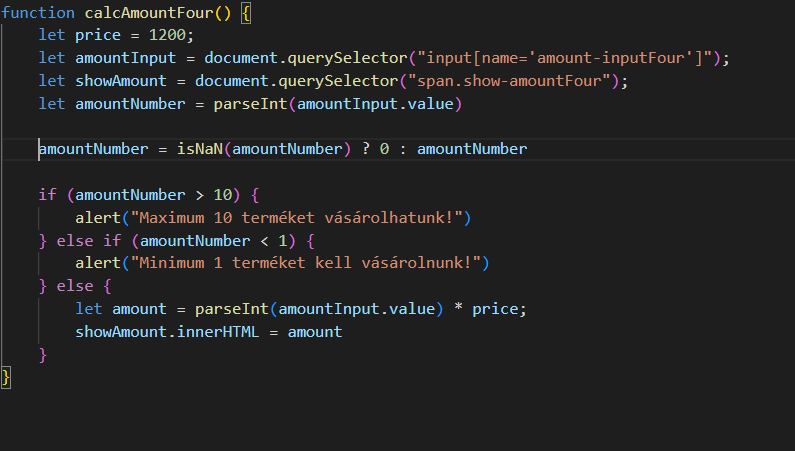 function calcAmountFour() {
let price = 1200;
let amountInput = document.querySelector("input[name='amount-inputFour']");
let showAmount = document.querySelector("span.show-amountFour");
let amountNumber = parseInt(amountInput.value)
amountNumber = isNaN(amountNumber) ? 0 : amountNumber
if (amountNumber > 10) {
alert("Maximum 10 terméket vásárolhatunk!")
} else if (amountNumber < 1) {
alert("Minimum 1 terméket kell vásárolnunk!")
} else {
let amount = parseInt(amountInput.value) * price;
showAmount.innerHTML = amount
}
}